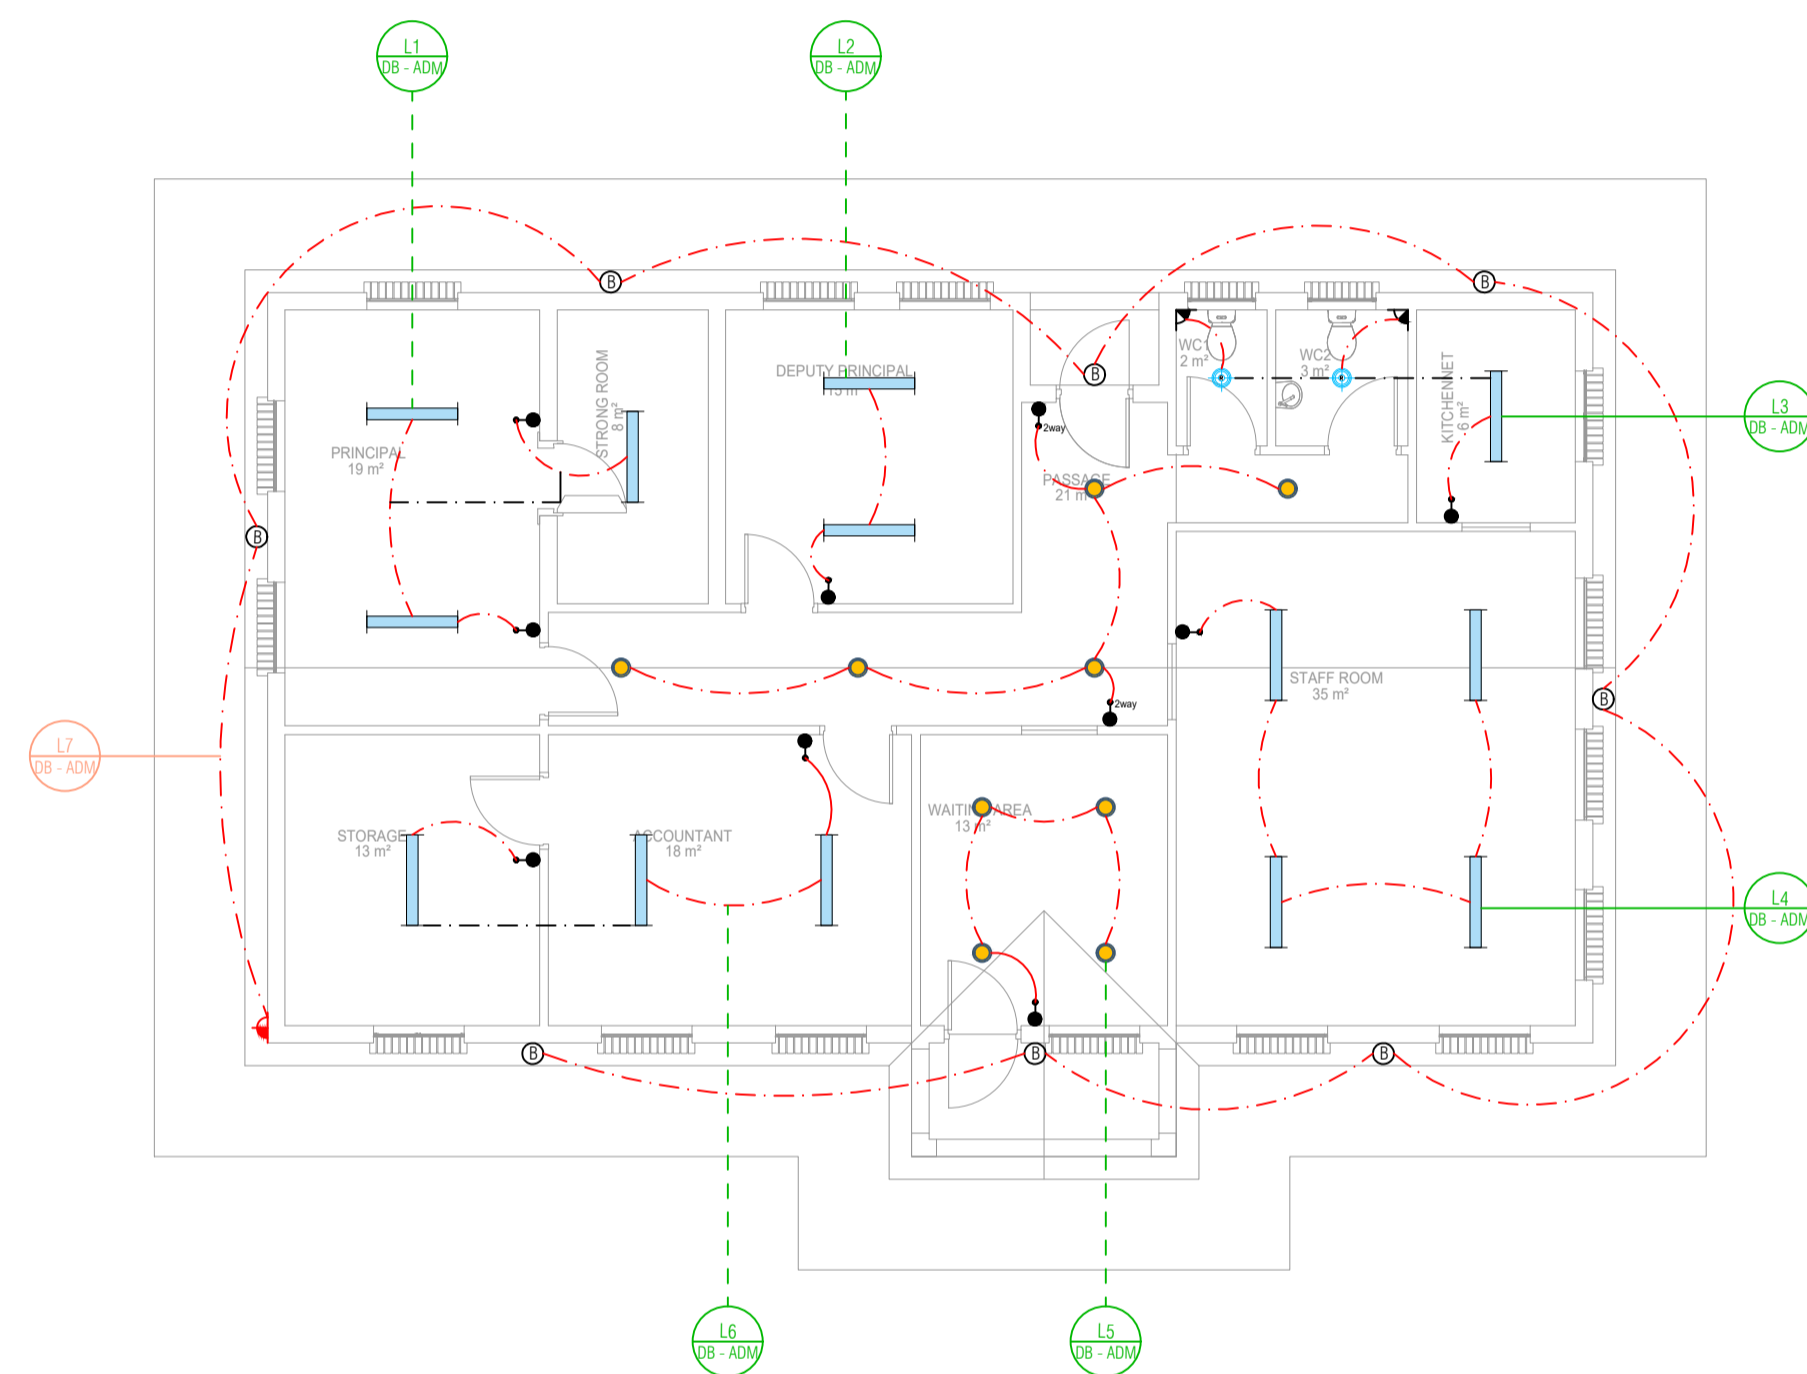 L1
DB - ADM
L2
DB - ADM
B
B
WC1
2 m²
WC2
3 m²
B
DEPUTY PRINCIPAL
15 m²
STRONG ROOM
8 m²
KITCHENNET
6 m²
L3
DB - ADM
2way
PRINCIPAL
19 m²
PASSAGE
21 m²
B
STAFF ROOM
35 m²
B
2way
L7
DB - ADM
WAITING AREA
13 m²
STORAGE
13 m²
ACCOUNTANT
18 m²
L4
DB - ADM
B
B
B
L6
DB - ADM
L5
DB - ADM